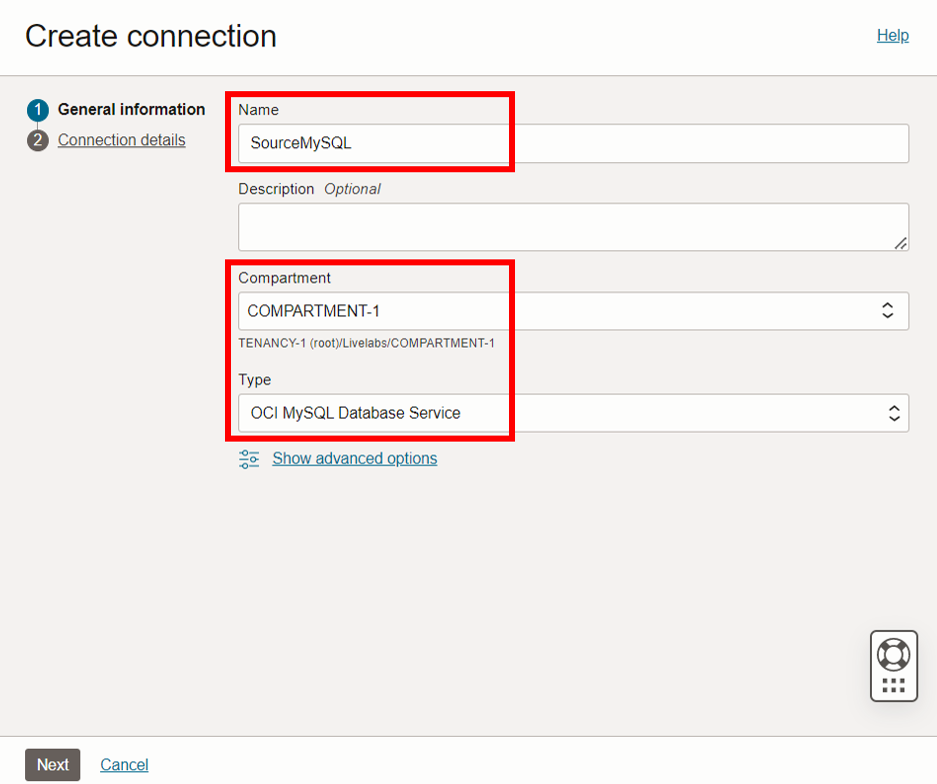 Create connection
Help
1 General information
2 Connection details
Name
SourceMySQL
Description Optional
Compartment
COMPARTMENT-1
TENANCY-1 (root)/Livelabs/COMPARTMENT-1
Type
OCI MySQL Database Service
Show advanced options
Next Cancel